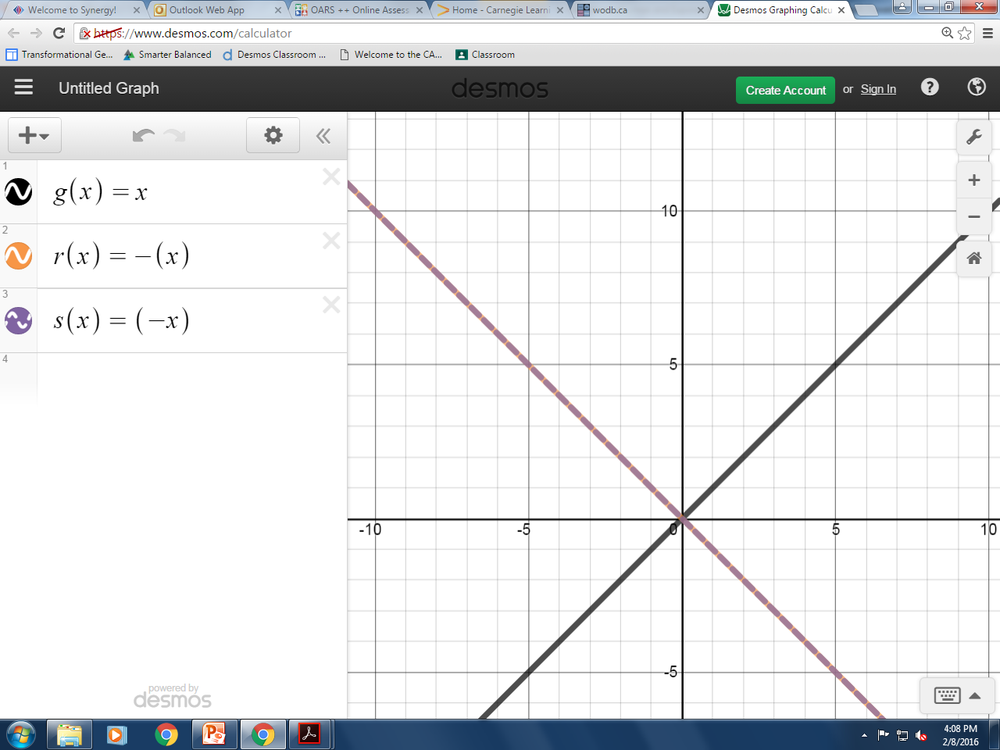 Welcome to Synergy!
Outlook Web App
OARS ++ Online Assess
Home - Carnegie Learni
wodb.ca
Desmos Graphing Calcu
https://www.desmos.com/calculator
Transformational Ge...
Smarter Balanced
Desmos Classroom ...
Welcome to the CA...
Classroom
Untitled Graph
desmos
Create Account
or
Sign In
?
1
g(x) = x
2
r(x) = -(x)
3
s(x) = (-x)
4
10
5
-10
-5
0
5
10
-5
powered by
desmos
4:08 PM
2/8/2016